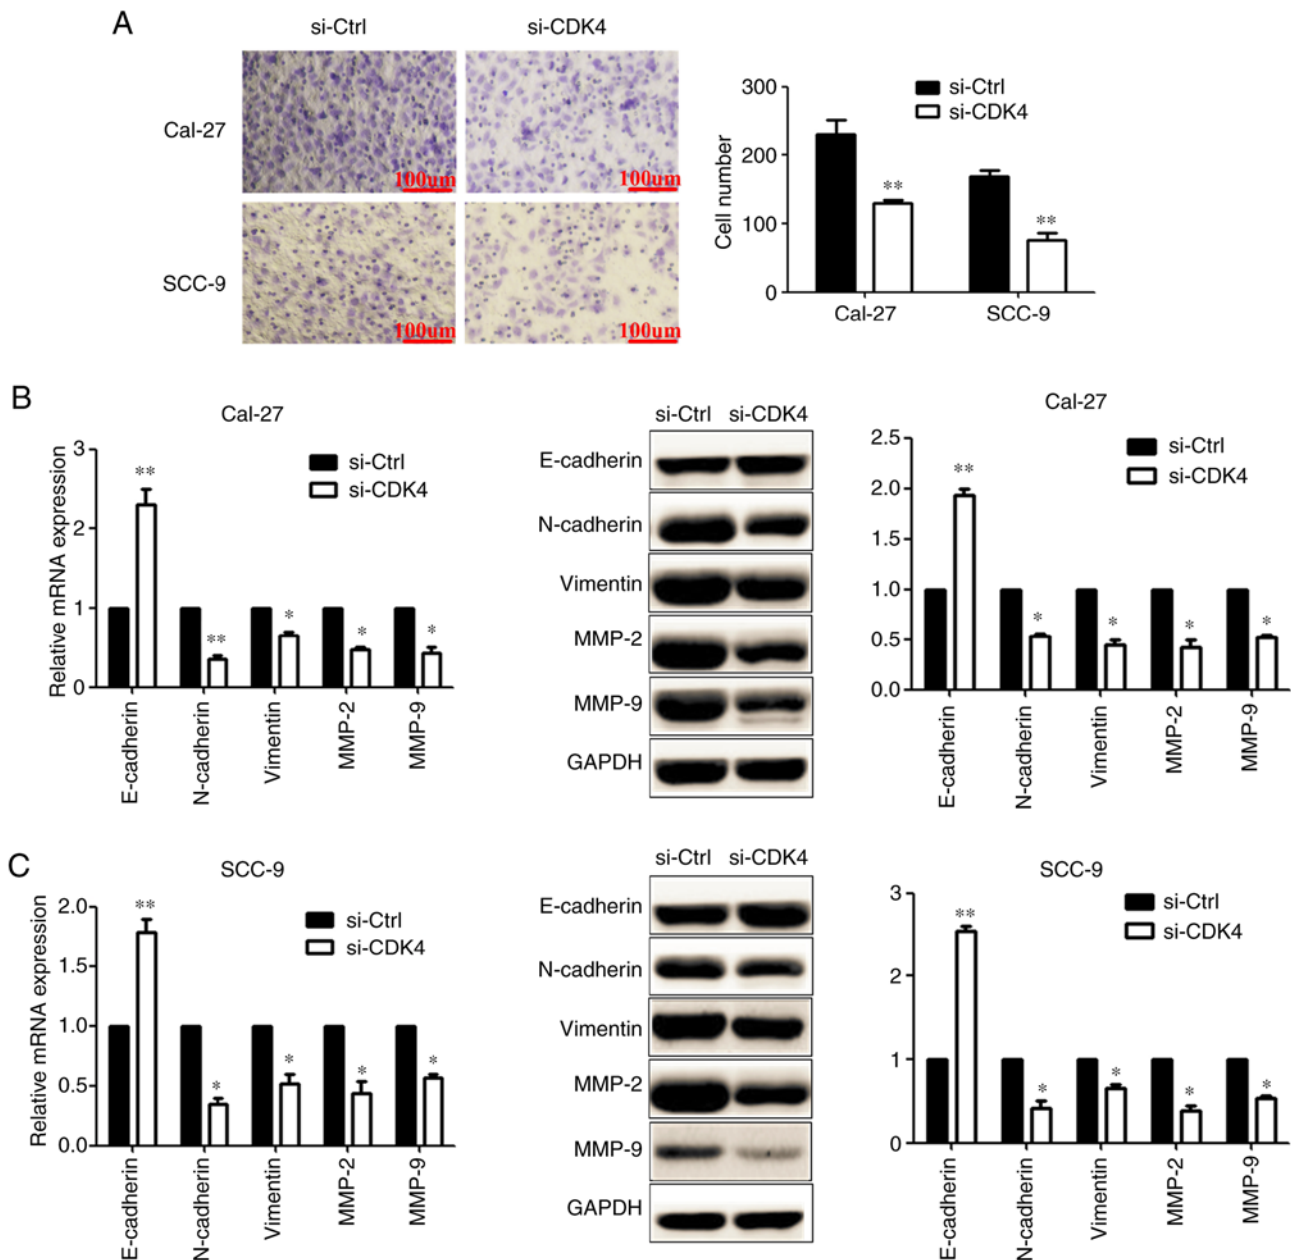 A
si-Ctrl
si-CDK4
Cal-27
100um
100um
SCC-9
100um
100um
Cell number
300
200
100
0
si-Ctrl
si-CDK4
**
**
Cal-27
SCC-9
B
Cal-27
Relative mRNA expression
3
2
1
0
si-Ctrl
si-CDK4
**
**
*
*
*
E-cadherin
N-cadherin
Vimentin
MMP-2
MMP-9
si-Ctrl si-CDK4
E-cadherin
N-cadherin
Vimentin
MMP-2
MMP-9
GAPDH
Cal-27
2.5
2.0
1.5
1.0
0.5
0.0
si-Ctrl
si-CDK4
**
*
*
*
*
E-cadherin
N-cadherin
Vimentin
MMP-2
MMP-9
C
SCC-9
Relative mRNA expression
2.0
1.5
1.0
0.5
0.0
si-Ctrl
si-CDK4
**
*
*
*
*
E-cadherin
N-cadherin
Vimentin
MMP-2
MMP-9
si-Ctrl si-CDK4
E-cadherin
N-cadherin
Vimentin
MMP-2
MMP-9
GAPDH
SCC-9
3
2
1
0
si-Ctrl
si-CDK4
**
*
*
*
*
E-cadherin
N-cadherin
Vimentin
MMP-2
MMP-9